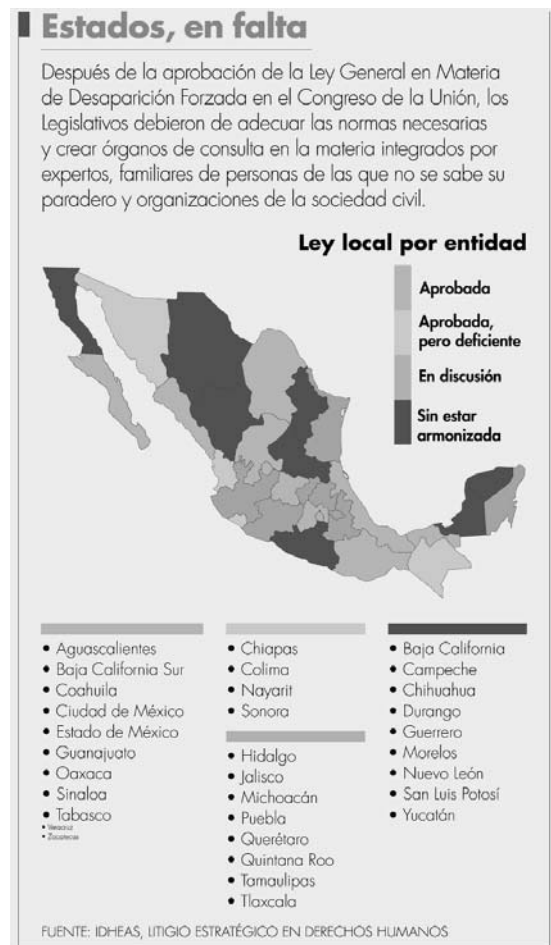 Estados, en falta
Después de la aprobación de la Ley General en Materia
de Desaparición Forzada en el Congreso de la Unión, los
Legislativos debieron de adecuar las normas necesarias
y crear órganos de consulta en la materia integrados por
expertos, familiares de personas de las que no se sabe su
paradero y organizaciones de la sociedad civil.
Ley local por entidad
Aprobada
Aprobada,
pero deficiente
En discusión
Sin estar
armonizada
• Aguascalientes
• Baja California Sur
• Coahuila
• Ciudad de México
• Estado de México
• Guanajuato
• Oaxaca
• Sinaloa
• Tabasco
• Veracruz
• Zacatecas
• Chiapas
• Colima
• Nayarit
• Sonora
• Hidalgo
• Jalisco
• Michoacán
• Puebla
• Querétaro
• Quintana Roo
• Tamaulipas
• Tlaxcala
• Baja California
• Campeche
• Chihuahua
• Durango
• Guerrero
• Morelos
• Nuevo León
• San Luis Potosí
• Yucatán
FUENTE: IDHEAS, LITIGIO ESTRATÉGICO EN DERECHOS HUMANOS